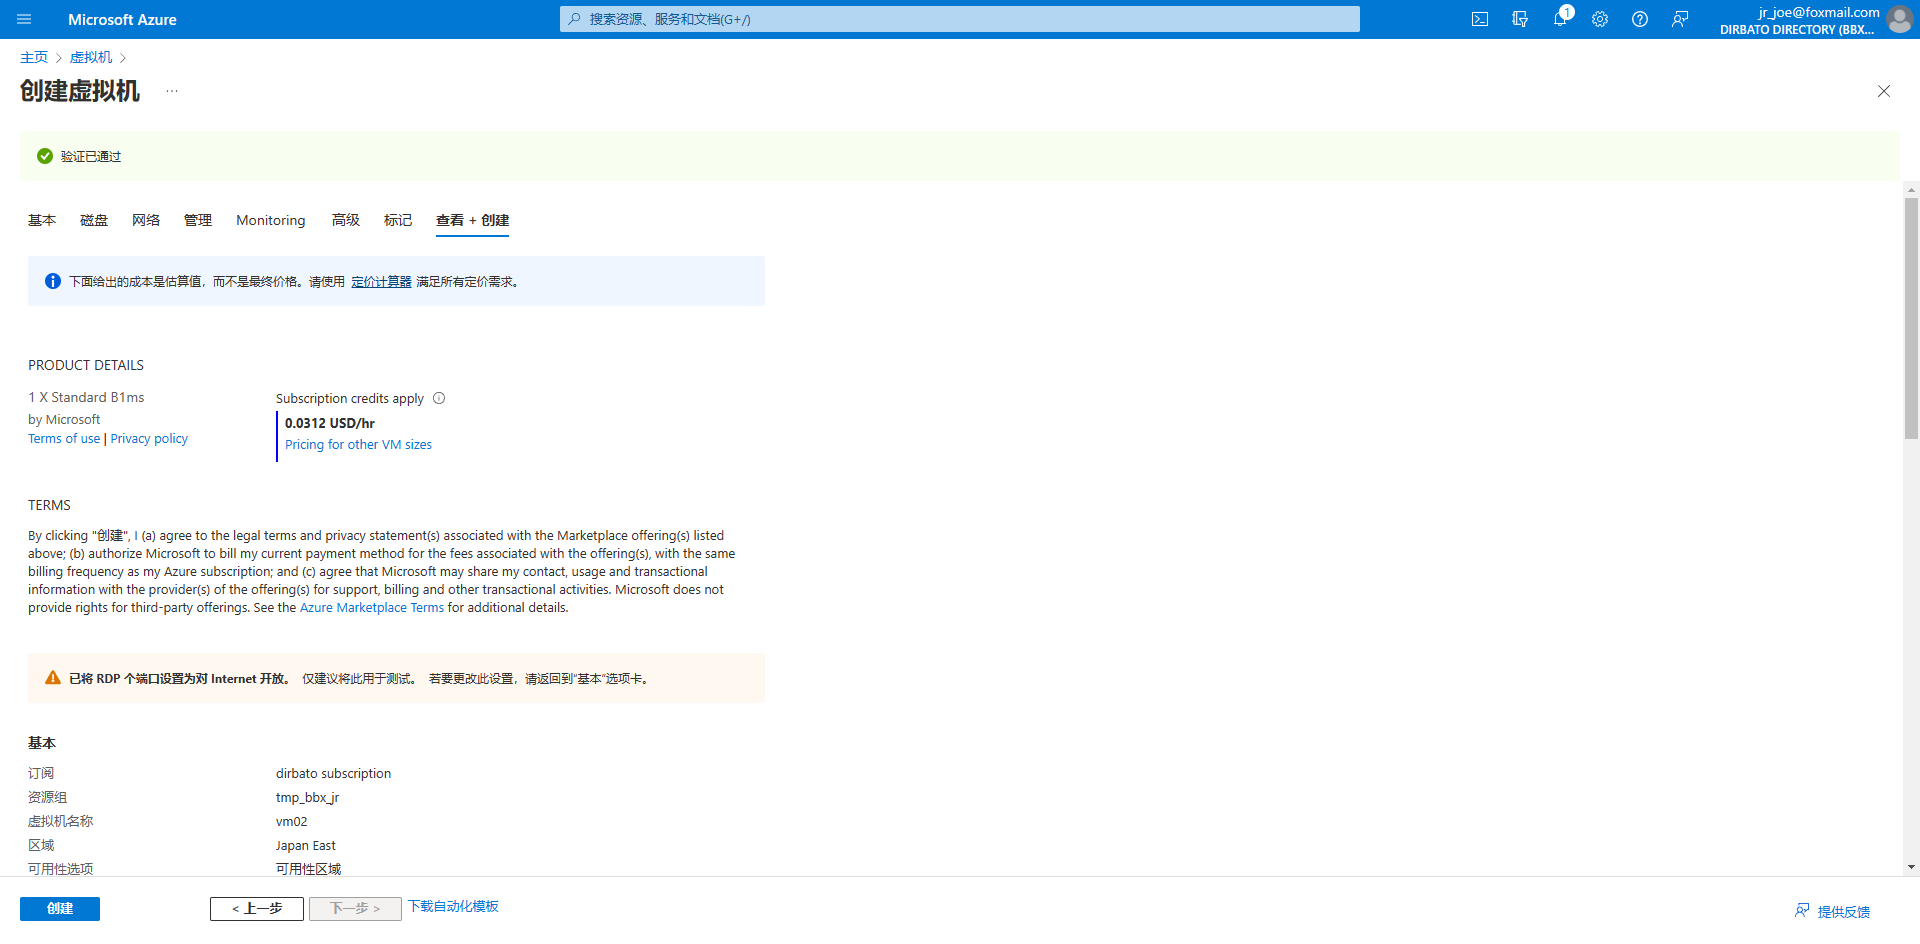 Microsoft Azure
搜索资源、服务和文档(G+/)
1
jr_joe@foxmail.com
DIRBATO DIRECTORY (BBX...
主页 > 虚拟机 >
创建虚拟机 ...
验证已通过
基本 磁盘 网络 管理 Monitoring 高级 标记 查看 + 创建
下面给出的成本是估算值，而不是最终价格。请使用 定价计算器 满足所有定价需求。
PRODUCT DETAILS
1 X Standard B1ms
by Microsoft
Terms of use | Privacy policy
Subscription credits apply
0.0312 USD/hr
Pricing for other VM sizes
TERMS
By clicking "创建", I (a) agree to the legal terms and privacy statement(s) associated with the Marketplace offering(s) listed
above; (b) authorize Microsoft to bill my current payment method for the fees associated with the offering(s), with the same
billing frequency as my Azure subscription; and (c) agree that Microsoft may share my contact, usage and transactional
information with the provider(s) of the offering(s) for support, billing and other transactional activities. Microsoft does not
provide rights for third-party offerings. See the Azure Marketplace Terms for additional details.
已将 RDP 个端口设置为对 Internet 开放。 仅建议将此用于测试。 若要更改此设置，请返回到“基本”选项卡。
基本
订阅 dirbato subscription
资源组 tmp_bbx_jr
虚拟机名称 vm02
区域 Japan East
可用性选项 可用性区域
创建
< 上一步
下一步 >
下载自动化模板
提供反馈